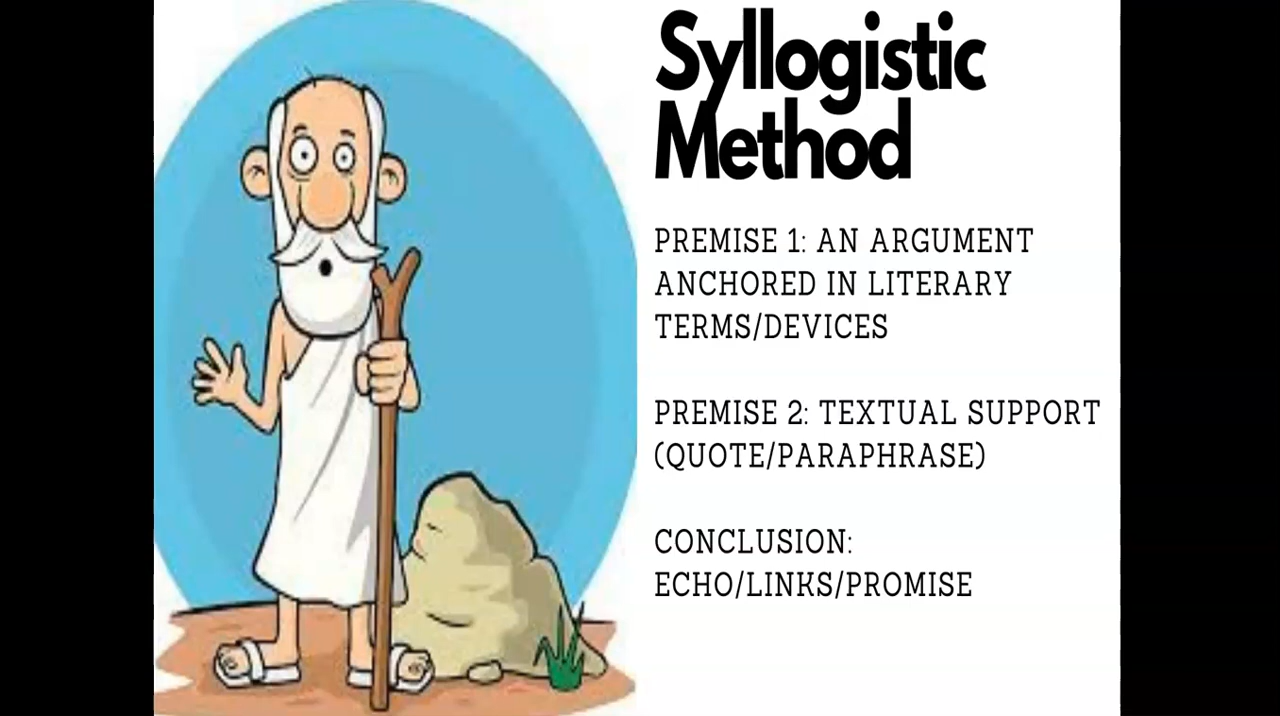 Syllogistic
Method
PREMISE 1: AN ARGUMENT
ANCHORED IN LITERARY
TERMS/DEVICES
PREMISE 2: TEXTUAL SUPPORT
(QUOTE/PARAPHRASE)
CONCLUSION:
ECHO/LINKS/PROMISE